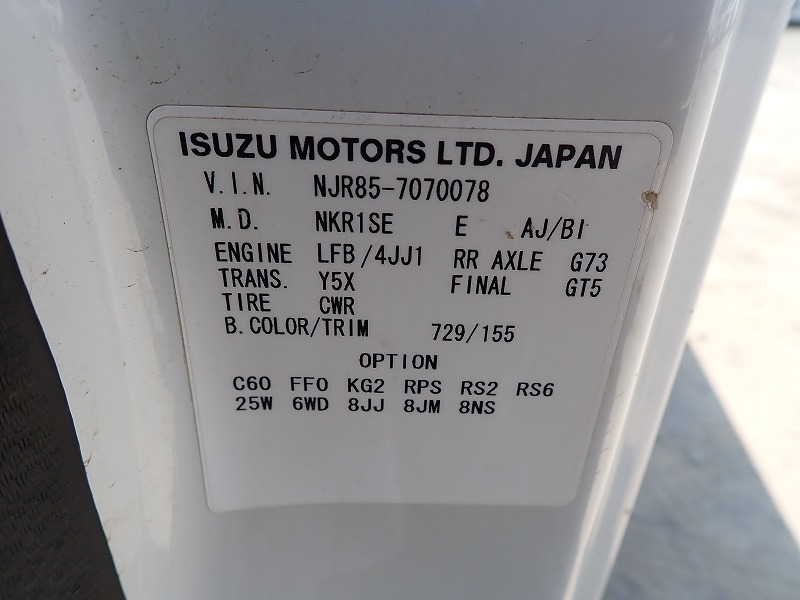 ISUZU MOTORS LTD. JAPAN
V.I.N. NJR85-7070078
M.D. NKR1SE E AJ/BI
ENGINE LFB/4JJ1 RR AXLE G73
TRANS. Y5X FINAL GT5
TIRE CWR
B.COLOR/TRIM 729/155
OPTION
C60 FF0 KG2 RPS RS2 RS6
25W 6WD 8JJ 8JM 8NS